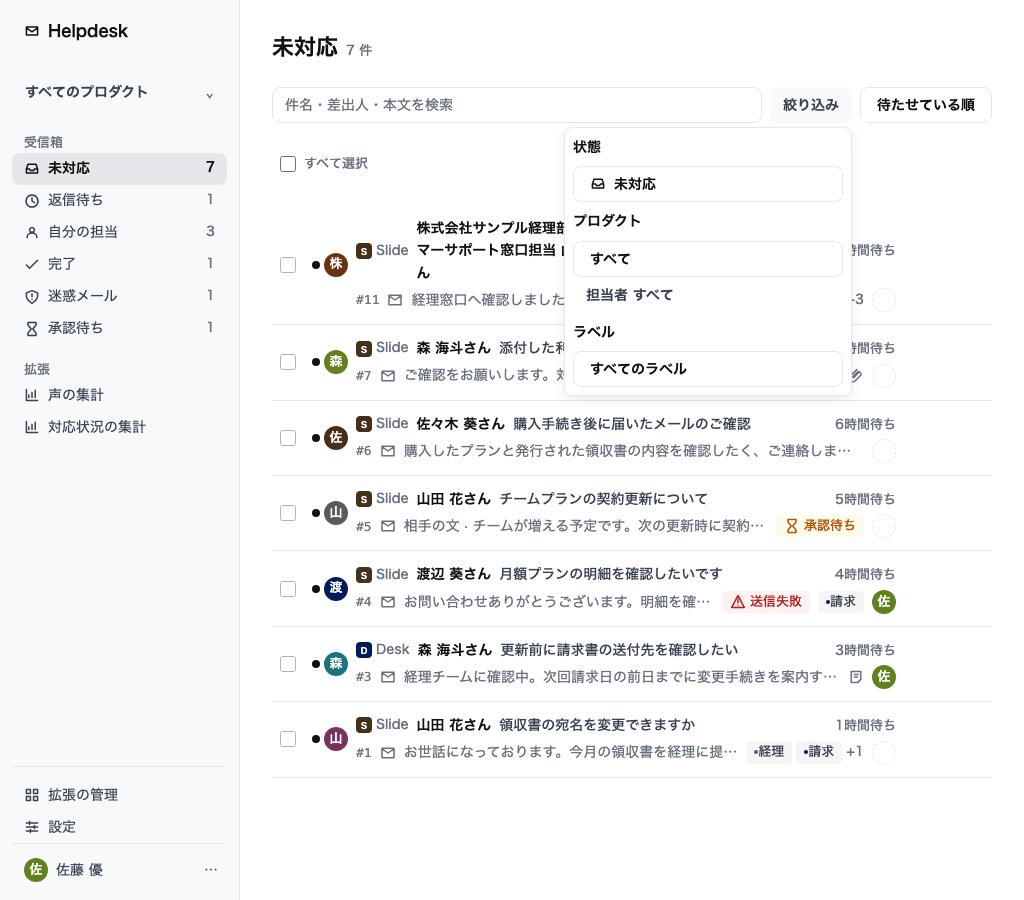 Helpdesk
すべてのプロダクト
受信箱
未対応 7
返信待ち 1
自分の担当 3
完了 1
迷惑メール 1
承認待ち 1
拡張
声の集計
対応状況の集計
拡張の管理
設定
佐 佐藤 優 …
未対応 7 件
件名・差出人・本文を検索 絞り込み 待たせている順
すべて選択
状態
未対応
プロダクト
すべて
担当者 すべて
ラベル
すべてのラベル
株 S Slide 株式会社サンプル経理部
マーサポート窓口担当
ん
時間待ち
#11 経理窓口へ確認しました -3
森 S Slide 森 海斗さん 添付した 時間待ち
#7 ご確認をお願いします。
佐 S Slide 佐々木 葵さん 購入手続き後に届いたメールのご確認 6時間待ち
#6 購入したプランと発行された領収書の内容を確認したく、ご連絡しま…
山 S Slide 山田 花さん チームプランの契約更新について 5時間待ち
#5 相手の文 · チームが増える予定です。次の更新時に契約… 承認待ち
渡 S Slide 渡辺 葵さん 月額プランの明細を確認したいです 4時間待ち
#4 お問い合わせありがとうございます。明細を確… 送信失敗 •請求 佐
森 D Desk 森 海斗さん 更新前に請求書の送付先を確認したい 3時間待ち
#3 経理チームに確認中。次回請求日の前日までに変更手続きを案内す… 佐
山 S Slide 山田 花さん 領収書の宛名を変更できますか 1時間待ち
#1 お世話になっております。今月の領収書を経理に提… •経理 •請求 +1